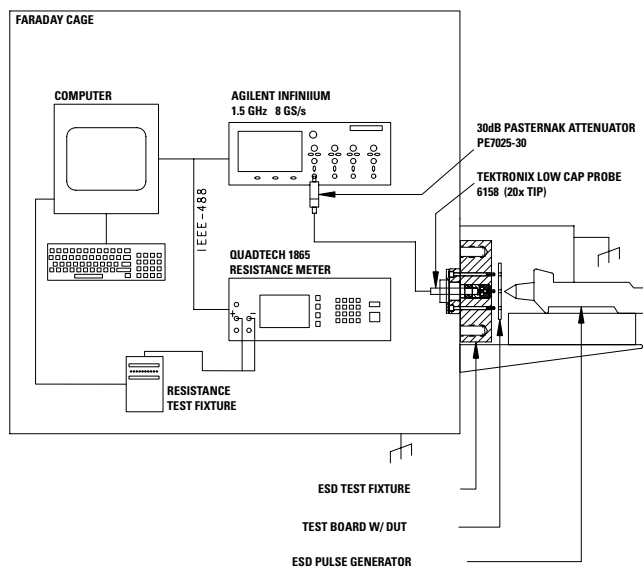 FARADAY CAGE
COMPUTER
AGILENT INFINIIUM
1.5 GHz 8 GS/s
30dB PASTERNAK ATTENUATOR
PE7025-30
TEKTRONIX LOW CAP PROBE
6158 (20x TIP)
IEEE-488
QUADTECH 1865
RESISTANCE METER
+ –
RESISTANCE
TEST FIXTURE
ESD TEST FIXTURE
TEST BOARD W/ DUT
ESD PULSE GENERATOR